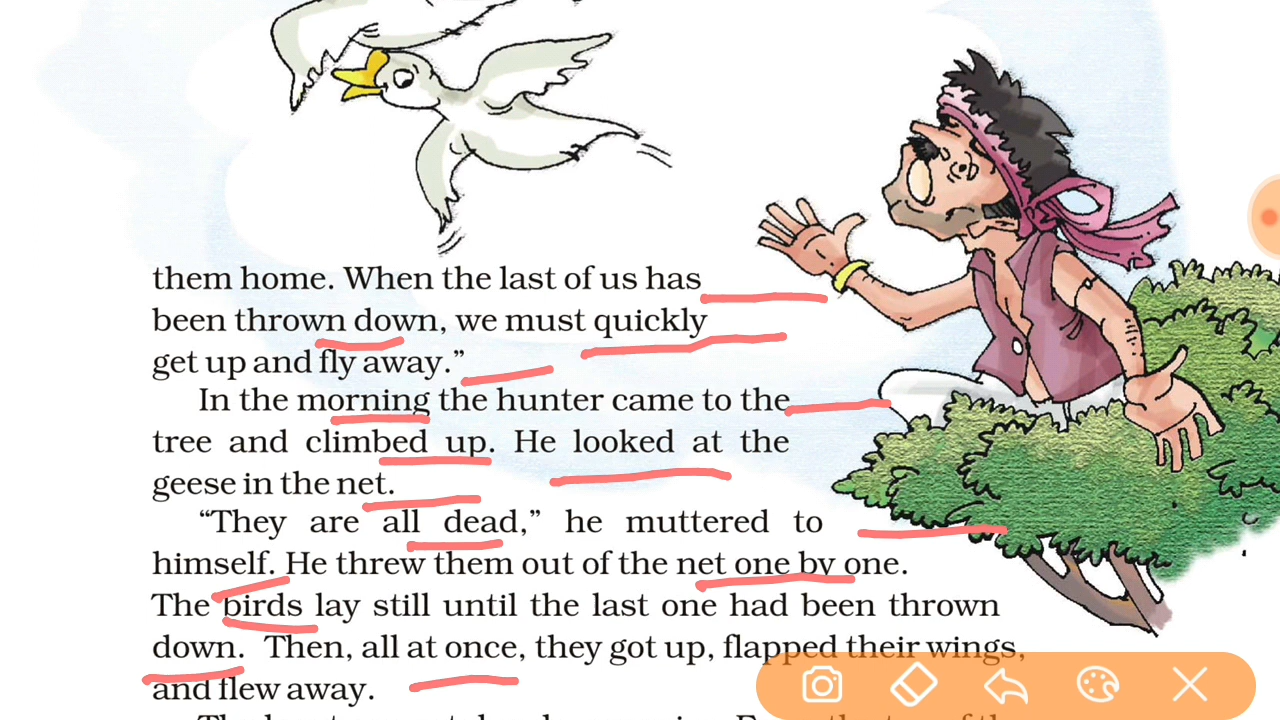 them home. When the last of us has
been thrown down, we must quickly
get up and fly away.”
In the morning the hunter came to the
tree and climbed up. He looked at the
geese in the net.
“They are all dead,” he muttered to
himself. He threw them out of the net one by one.
The birds lay still until the last one had been thrown
down. Then, all at once, they got up, flapped their wings,
and flew away.